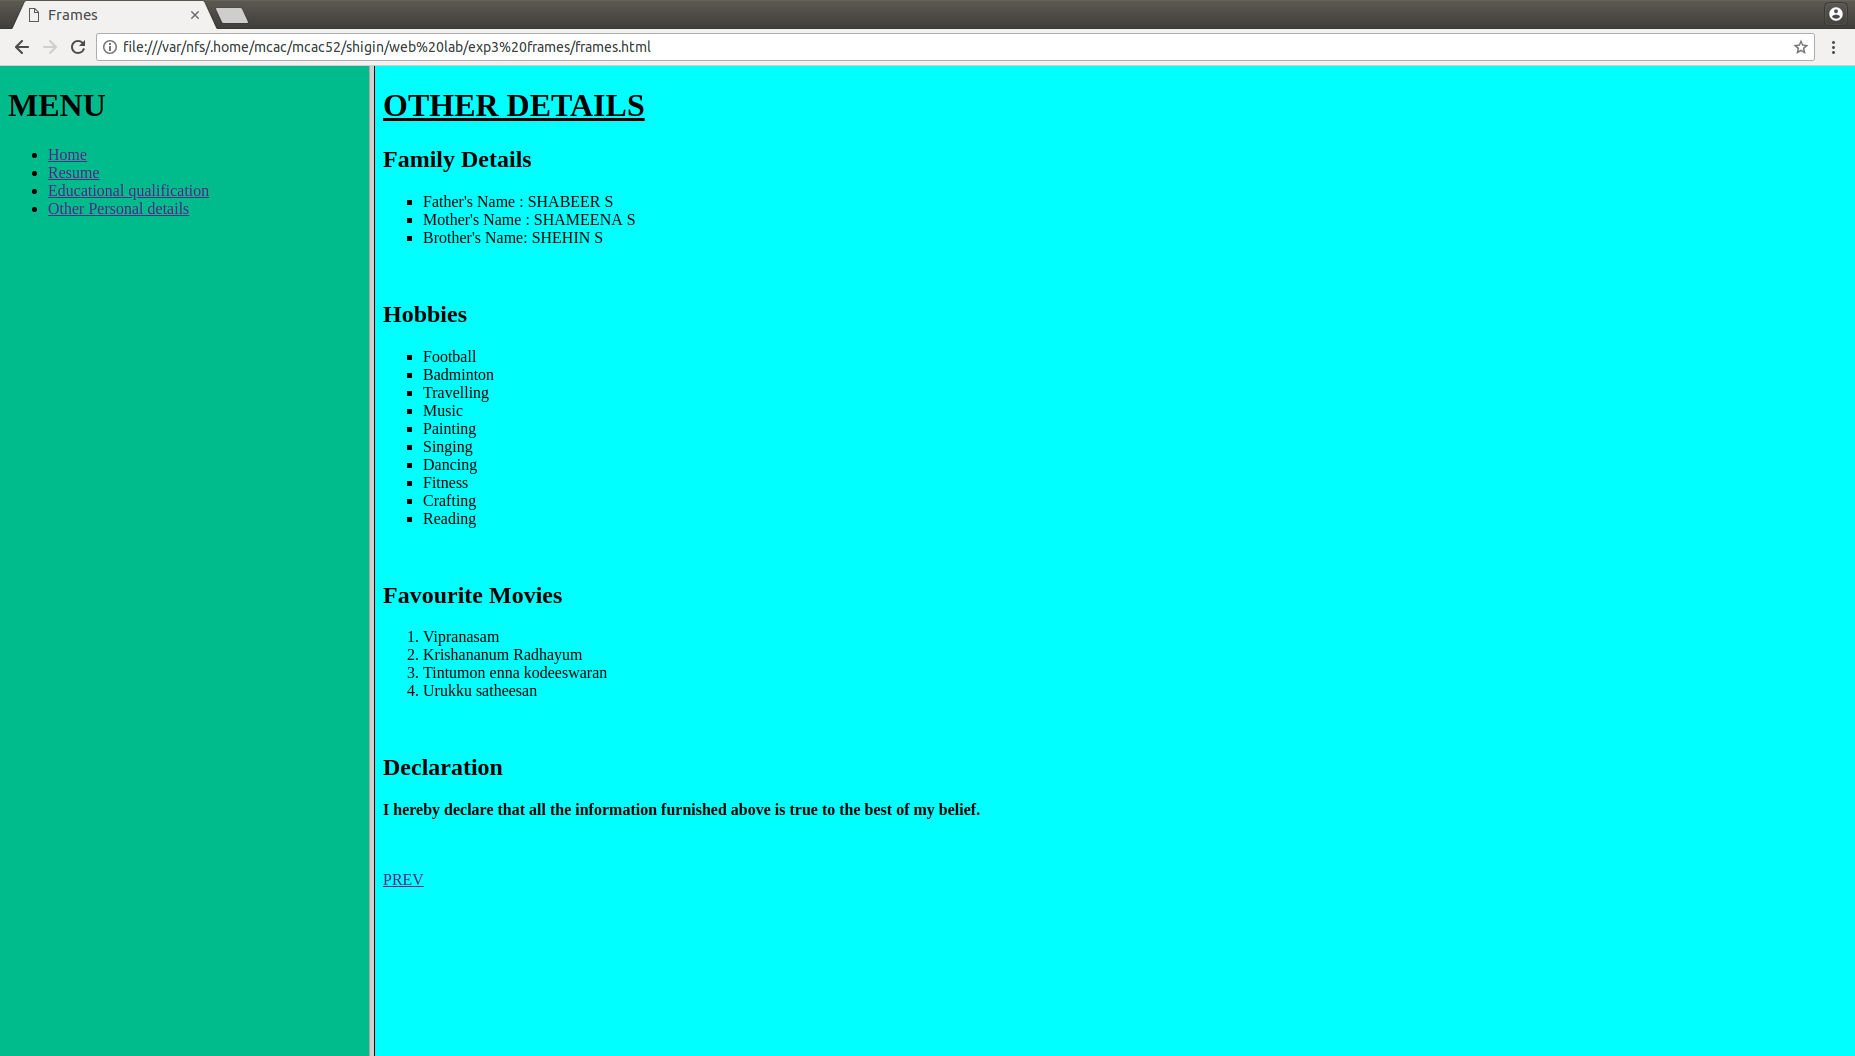 Frames
file:///var/nfs/.home/mcac/mcac52/shigin/web%20lab/exp3%20frames/frames.html
MENU
Home
Resume
Educational qualification
Other Personal details
OTHER DETAILS
Family Details
Father's Name : SHABEER S
Mother's Name : SHAMEENA S
Brother's Name: SHEHIN S
Hobbies
Football
Badminton
Travelling
Music
Painting
Singing
Dancing
Fitness
Crafting
Reading
Favourite Movies
1. Vipranasam
2. Krishananum Radhayum
3. Tintumon enna kodeeswaran
4. Urukku satheesan
Declaration
I hereby declare that all the information furnished above is true to the best of my belief.
PREV